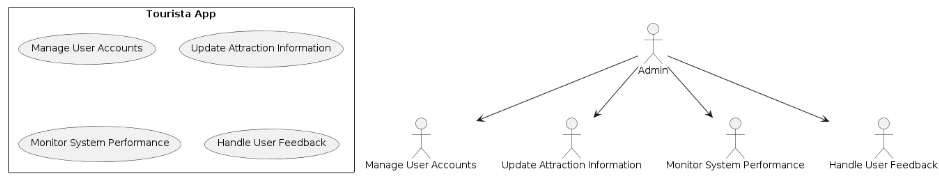 Tourista App
Manage User Accounts
Update Attraction Information
Monitor System Performance
Handle User Feedback
Admin
Manage User Accounts
Update Attraction Information
Monitor System Performance
Handle User Feedback